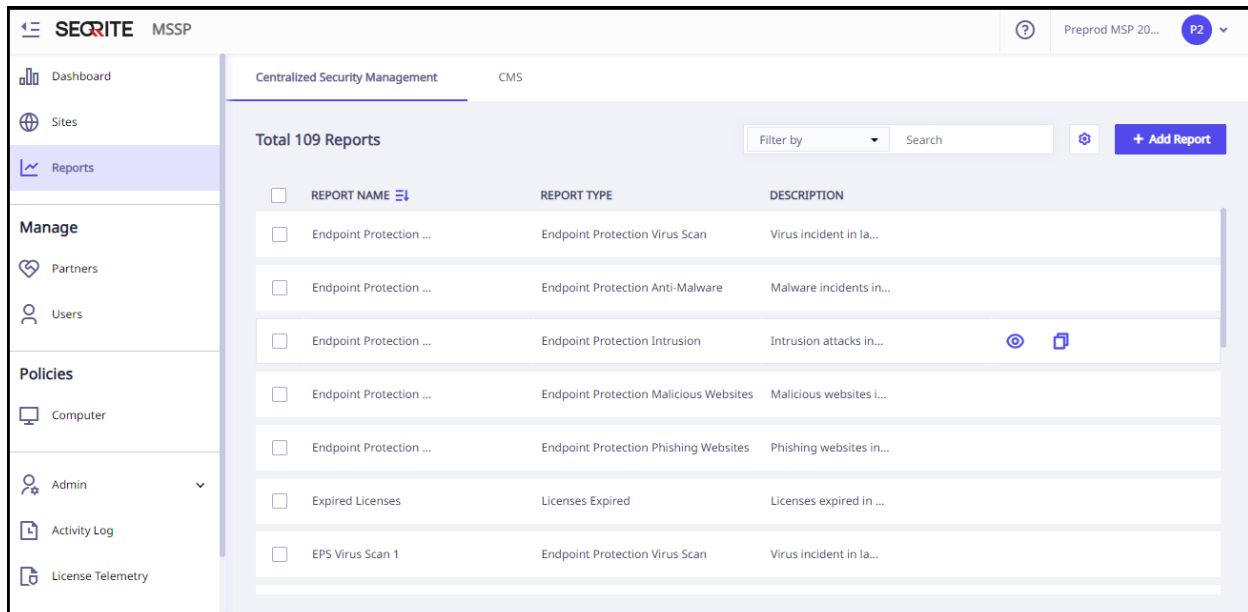 SEQRITE MSSP
Preprod MSP 20...
P2
Dashboard
Sites
Reports
Manage
Partners
Users
Policies
Computer
Admin
Activity Log
License Telemetry
Centralized Security Management CMS
Total 109 Reports
Filter by Search
+ Add Report
REPORT NAME REPORT TYPE DESCRIPTION
Endpoint Protection ... Endpoint Protection Virus Scan Virus incident in la...
Endpoint Protection ... Endpoint Protection Anti-Malware Malware incidents in...
Endpoint Protection ... Endpoint Protection Intrusion Intrusion attacks in...
Endpoint Protection ... Endpoint Protection Malicious Websites Malicious websites i...
Endpoint Protection ... Endpoint Protection Phishing Websites Phishing websites in...
Expired Licenses Licenses Expired Licenses expired in ...
EPS Virus Scan 1 Endpoint Protection Virus Scan Virus incident in la...